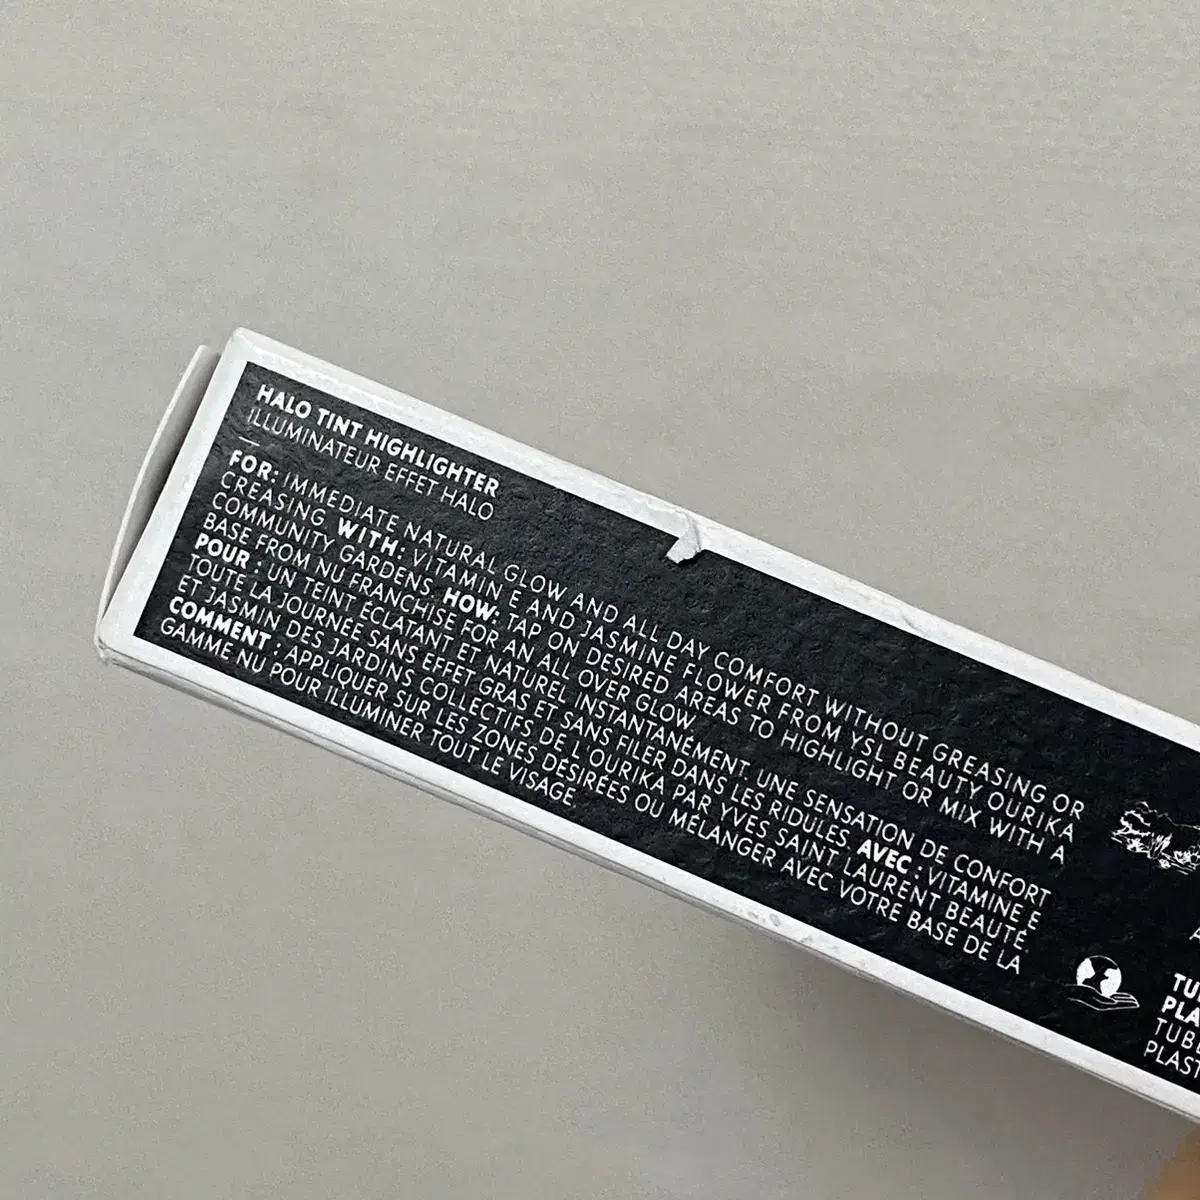 HALO TINT HIGHLIGHTER
ILLUMINATEUR EFFET HALO
—
FOR: IMMEDIATE NATURAL GLOW AND ALL DAY COMFORT WITHOUT GREASING OR
CREASING. WITH: VITAMIN E AND JASMINE FLOWER FROM YSL BEAUTY OURIKA
COMMUNITY GARDENS. HOW: TAP ON DESIRED AREAS TO HIGHLIGHT OR MIX WITH A
BASE FROM NU FRANCHISE FOR AN ALL OVER GLOW.
POUR : UN TEINT ÉCLATANT ET NATUREL INSTANTANÉMENT. UNE SENSATION DE CONFORT
TOUTE LA JOURNÉE SANS EFFET GRAS ET SANS FILER DANS LES RIDULES. AVEC : VITAMINE E
ET JASMIN DES JARDINS COLLECTIFS DE L'OURIKA PAR YVES SAINT LAURENT BEAUTÉ.
COMMENT : APPLIQUER SUR LES ZONES DÉSIRÉES OU MÉLANGER AVEC VOTRE BASE DE LA
GAMME NU POUR ILLUMINER TOUT LE VISAGE.